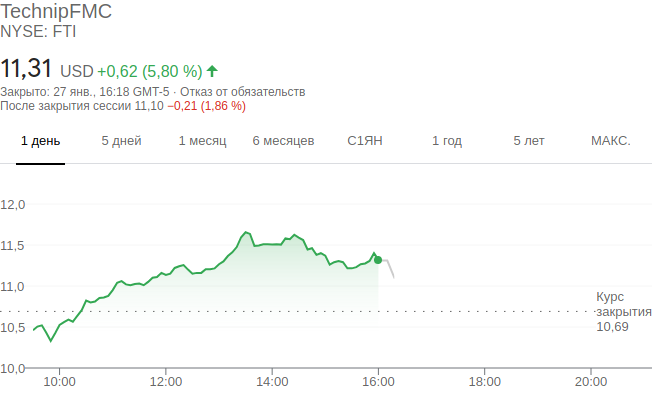 TechnipFMC
NYSE: FTI
11,31 USD +0,62 (5,80 %)
Закрыто: 27 янв., 16:18 GMT-5 · Отказ от обязательств
После закрытия сессии 11,10 −0,21 (1,86 %)
1 день 5 дней 1 месяц 6 месяцев С1ЯН 1 год 5 лет МАКС.
12,0
11,5
11,0
Курс
закрытия
10,69
10,5
10,0
10:00 12:00 14:00 16:00 18:00 20:00